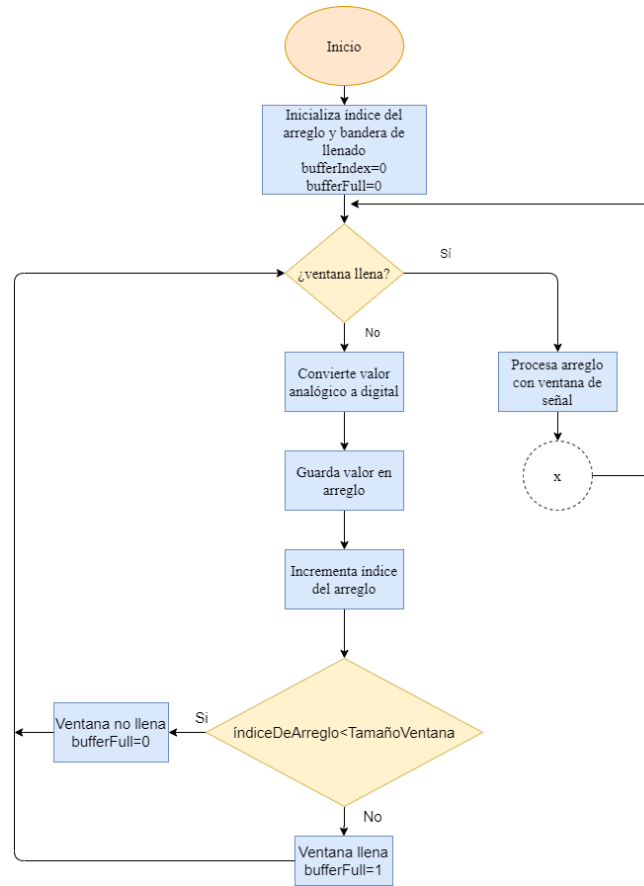 Inicio
Inicializa índice del
arreglo y bandera de
llenado
bufferIndex=0
bufferFull=0
¿ventana llena?
Sí
No
Convierte valor
analógico a digital
Procesa arreglo
con ventana de
señal
Guarda valor en
arreglo
x
Incrementa índice
del arreglo
índiceDeArreglo<TamañoVentana
Si
Ventana no llena
bufferFull=0
No
Ventana llena
bufferFull=1